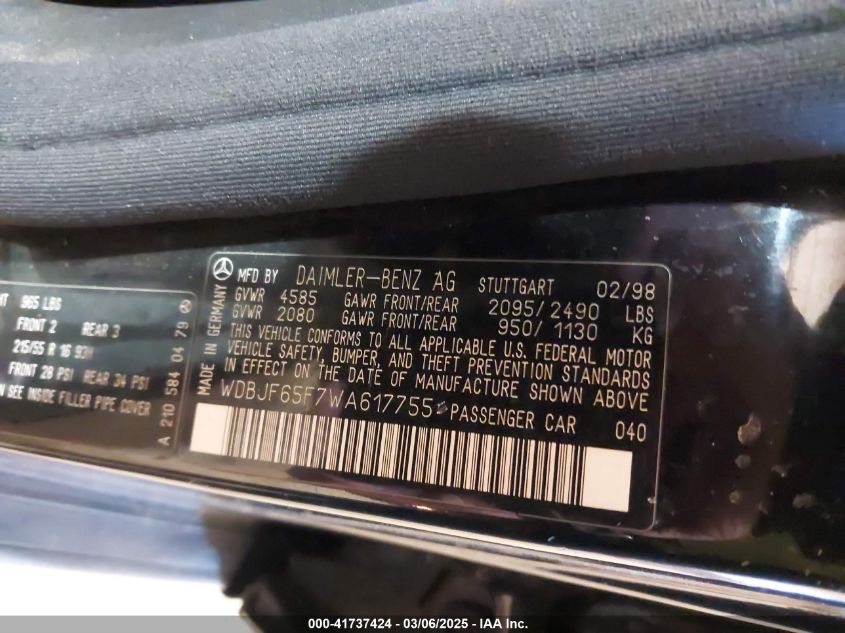 HT 965 LBS
FRONT 2 REAR 3
215/55 R 16 93H
FRONT 28 PSI REAR 34 PSI
N SEE INSIDE FILLER PIPE COVER
A 210 584 04 79
MADE IN GERMANY
MFD BY DAIMLER-BENZ AG STUTTGART 02/98
GVWR 4585 GAWR FRONT/REAR 2095/2490 LBS
GVWR 2080 GAWR FRONT/REAR 950/1130 KG
THIS VEHICLE CONFORMS TO ALL APPLICABLE U.S. FEDERAL MOTOR
VEHICLE SAFETY, BUMPER, AND THEFT PREVENTION STANDARDS
IN EFFECT ON THE DATE OF MANUFACTURE SHOWN ABOVE
WDBJF65F7WA617755 PASSENGER CAR 040
000-41737424 — 03/06/2025 - IAA Inc.